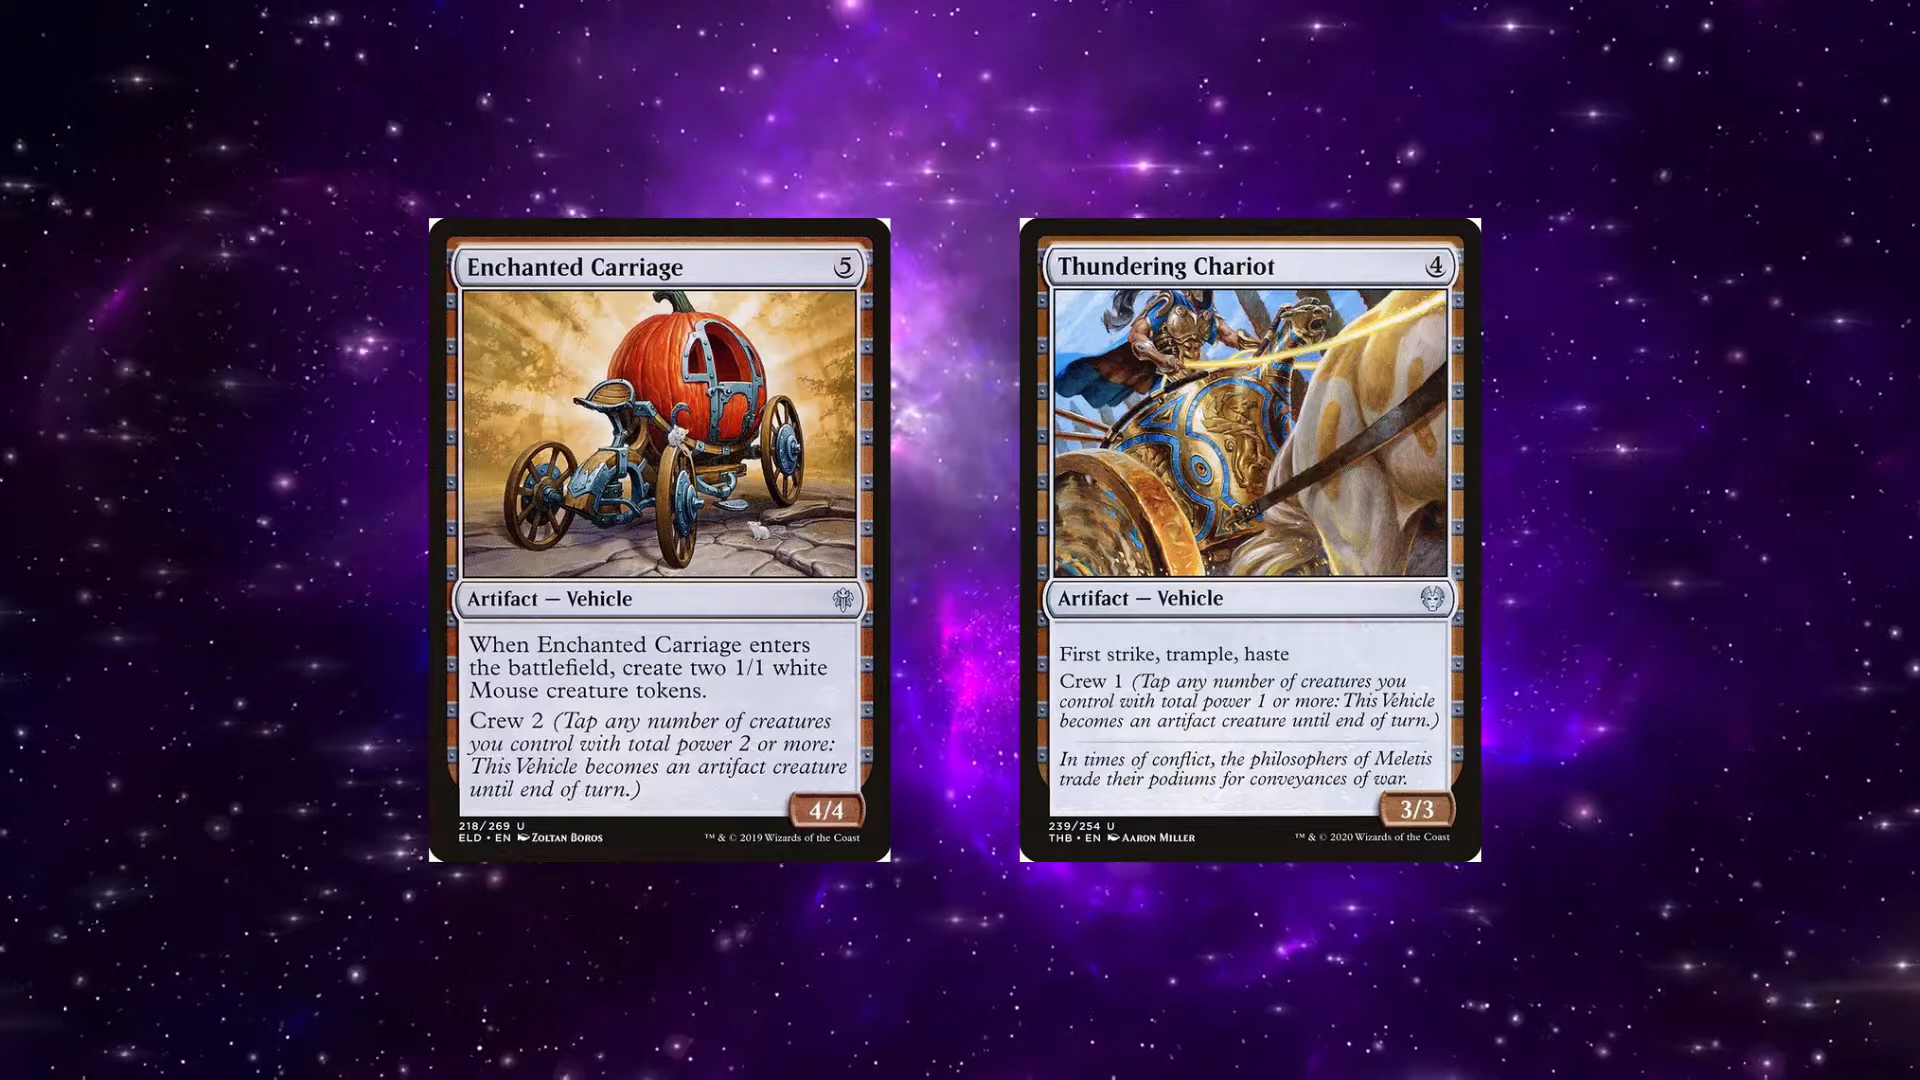 Enchanted Carriage 5
Artifact — Vehicle
When Enchanted Carriage enters
the battlefield, create two 1/1 white
Mouse creature tokens.
Crew 2 (Tap any number of creatures
you control with total power 2 or more:
This Vehicle becomes an artifact creature
until end of turn.)
4/4
218/269 U
ELD • EN Zoltan Boros
™ & © 2019 Wizards of the Coast
Thundering Chariot 4
Artifact — Vehicle
First strike, trample, haste
Crew 1 (Tap any number of creatures you
control with total power 1 or more: This Vehicle
becomes an artifact creature until end of turn.)
In times of conflict, the philosophers of Meletis
trade their podiums for conveyances of war.
3/3
239/254 U
THB • EN Aaron Miller
™ & © 2020 Wizards of the Coast